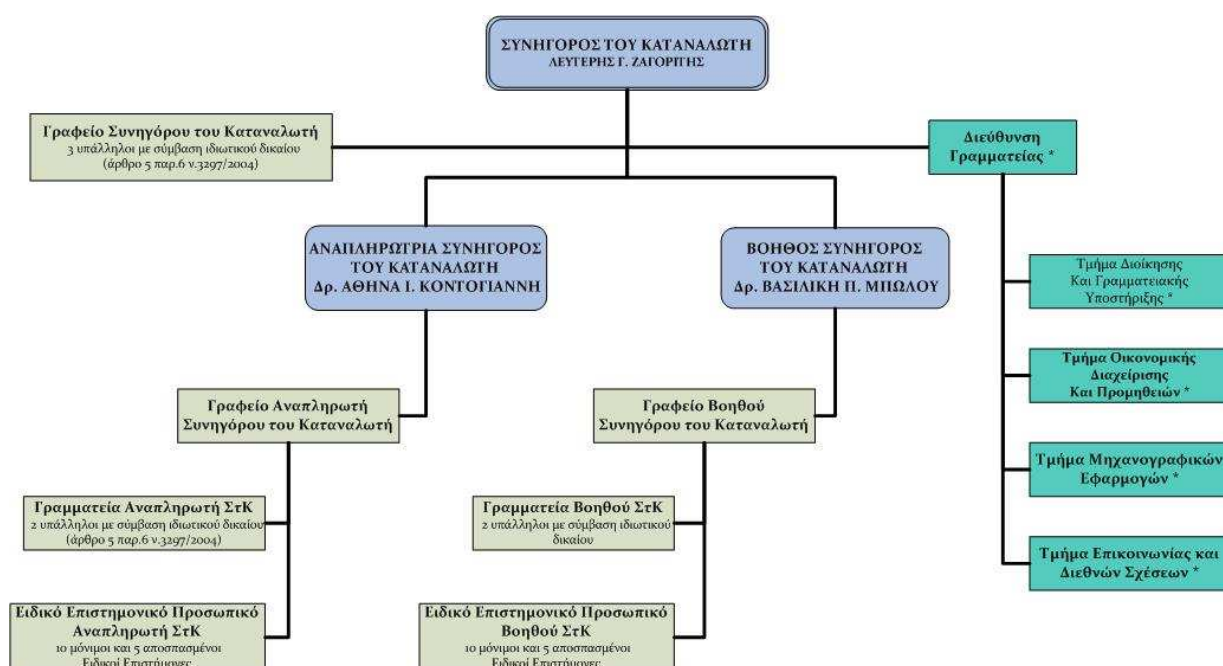 ΣΥΝΗΓΟΡΟΣ ΤΟΥ ΚΑΤΑΝΑΛΩΤΗ
ΛΕΥΤΕΡΗΣ Γ. ΖΑΓΟΡΙΤΗΣ
Γραφείο Συνηγόρου του Καταναλωτή
3 υπάλληλοι με σύμβαση ιδιωτικού δικαίου
(άρθρο 5 παρ.6 ν.3297/2004)
Διεύθυνση
Γραμματείας *
ΑΝΑΠΛΗΡΩΤΡΙΑ ΣΥΝΗΓΟΡΟΣ
ΤΟΥ ΚΑΤΑΝΑΛΩΤΗ
Δρ. ΑΘΗΝΑ Ι. ΚΟΝΤΟΓΙΑΝΝΗ
ΒΟΗΘΟΣ ΣΥΝΗΓΟΡΟΣ
ΤΟΥ ΚΑΤΑΝΑΛΩΤΗ
Δρ. ΒΑΣΙΛΙΚΗ Π. ΜΠΩΛΟΥ
Τμήμα Διοίκησης
Και Γραμματειακής
Υποστήριξης *
Τμήμα Οικονομικής
Διαχείρισης
Και Προμηθειών *
Γραφείο Αναπληρωτή
Συνηγόρου του Καταναλωτή
Γραφείο Βοηθού
Συνηγόρου του Καταναλωτή
Τμήμα Μηχανογραφικών
Εφαρμογών *
Γραμματεία Αναπληρωτή ΣτΚ
2 υπάλληλοι με σύμβαση ιδιωτικού δικαίου
(άρθρο 5 παρ.6 ν.3297/2004)
Γραμματεία Βοηθού ΣτΚ
2 υπάλληλοι με σύμβαση ιδιωτικού
δικαίου
Τμήμα Επικοινωνίας και
Διεθνών Σχέσεων *
Ειδικό Επιστημονικό Προσωπικό
Αναπληρωτή ΣτΚ
10 μόνιμοι και 5 αποσπασμένοι
Ειδικοί Επιστήμονες
Ειδικό Επιστημονικό Προσωπικό
Βοηθού ΣτΚ
10 μόνιμοι και 5 αποσπασμένοι
Ειδικοί Επιστήμονες